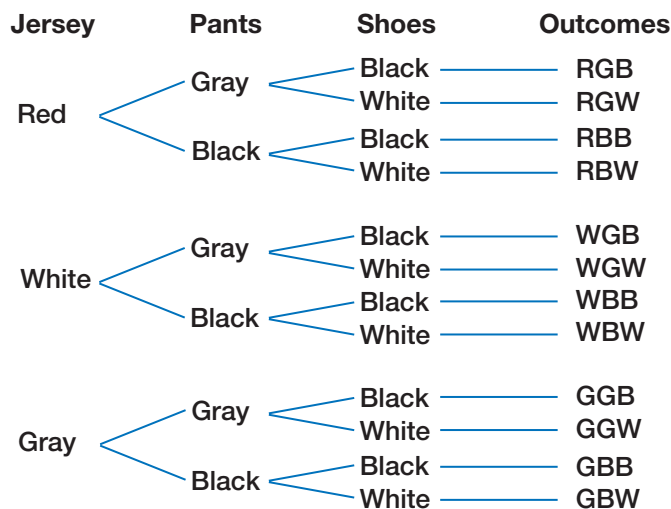 Jersey Pants Shoes Outcomes
Gray Black RGB
White RGW
Red
Black Black RBB
White RBW
Gray Black WGB
White WGW
White
Black Black WBB
White WBW
Gray Black GGB
White GGW
Gray
Black Black GBB
White GBW